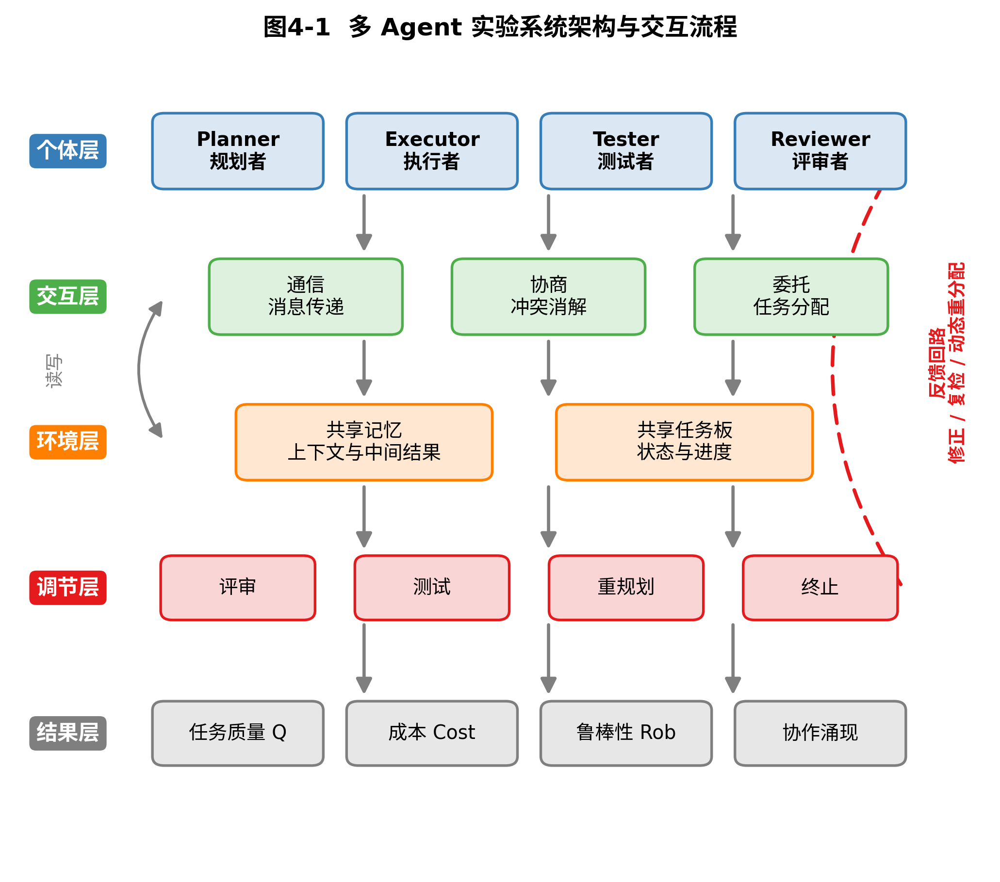 图4-1 多 Agent 实验系统架构与交互流程
个体层
Planner
规划者
Executor
执行者
Tester
测试者
Reviewer
评审者
交互层
通信
消息传递
协商
冲突消解
委托
任务分配
读写
反馈回路
修正 / 复检 / 动态重分配
环境层
共享记忆
上下文与中间结果
共享任务板
状态与进度
调节层
评审
测试
重规划
终止
结果层
任务质量 Q
成本 Cost
鲁棒性 Rob
协作涌现